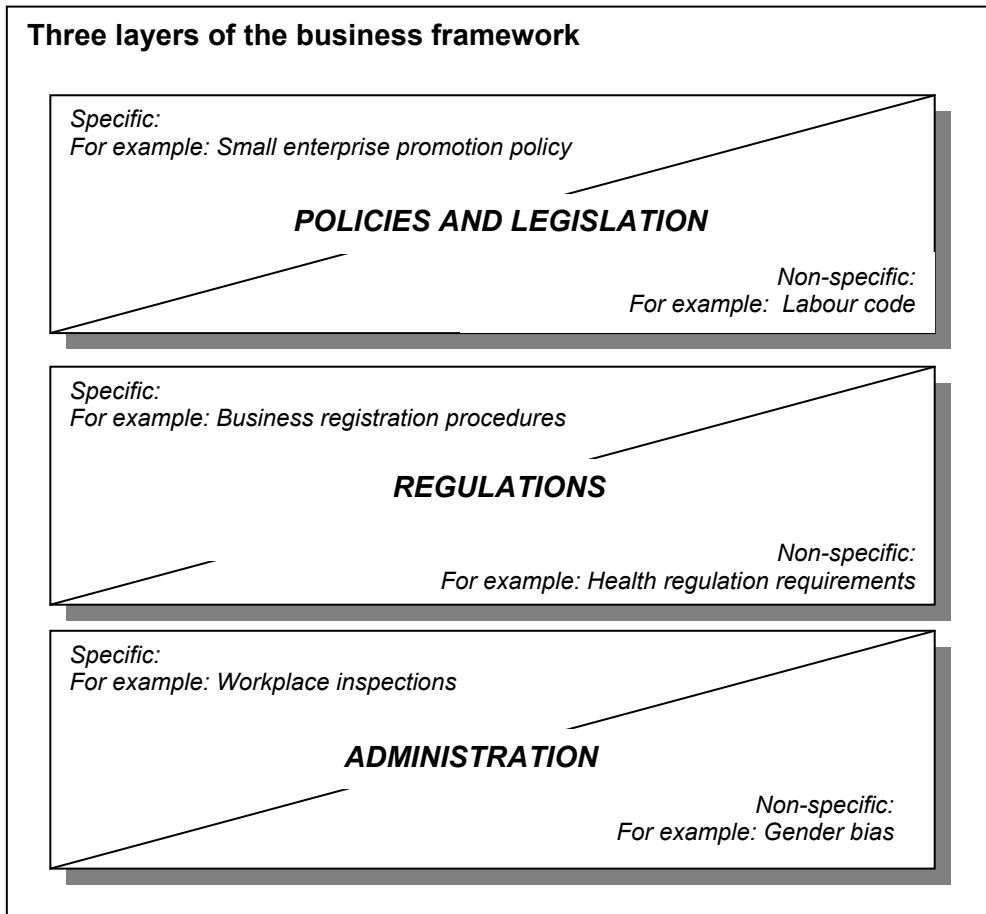 Three layers of the business framework
Specific:
For example: Small enterprise promotion policy
POLICIES AND LEGISLATION
Non-specific:
For example: Labour code
Specific:
For example: Business registration procedures
REGULATIONS
Non-specific:
For example: Health regulation requirements
Specific:
For example: Workplace inspections
ADMINISTRATION
Non-specific:
For example: Gender bias